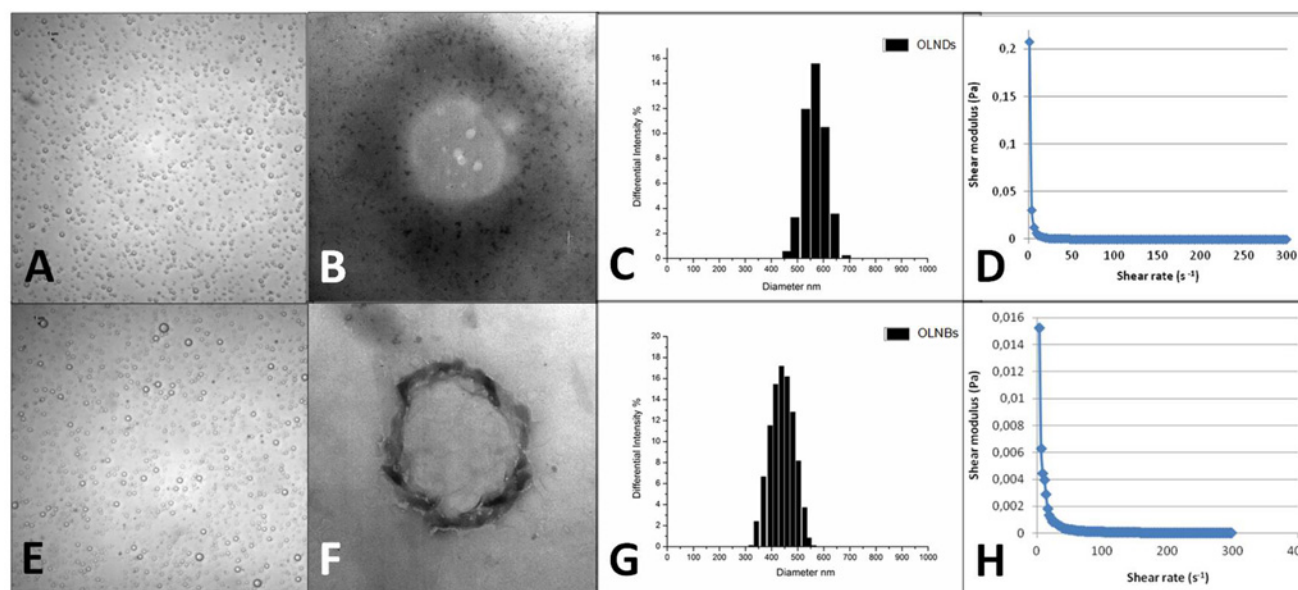 A
B
OLNDs
Differential Intensity %
16
14
12
10
8
6
4
2
0
0 100 200 300 400 500 600 700 800 900 1000
Diameter nm
C
Shear modulus (Pa)
0,2
0,15
0,1
0,05
0
0 50 100 150 200 250 300
Shear rate (s -1)
D
E
F
OLNBs
Differential Intensity %
20
18
16
14
12
10
8
6
4
2
0
0 100 200 300 400 500 600 700 800 900 1000
Diameter nm
G
Shear modulus (Pa)
0,016
0,014
0,012
0,01
0,008
0,006
0,004
0,002
0
0 100 200 300 40
Shear rate (s-1)
H